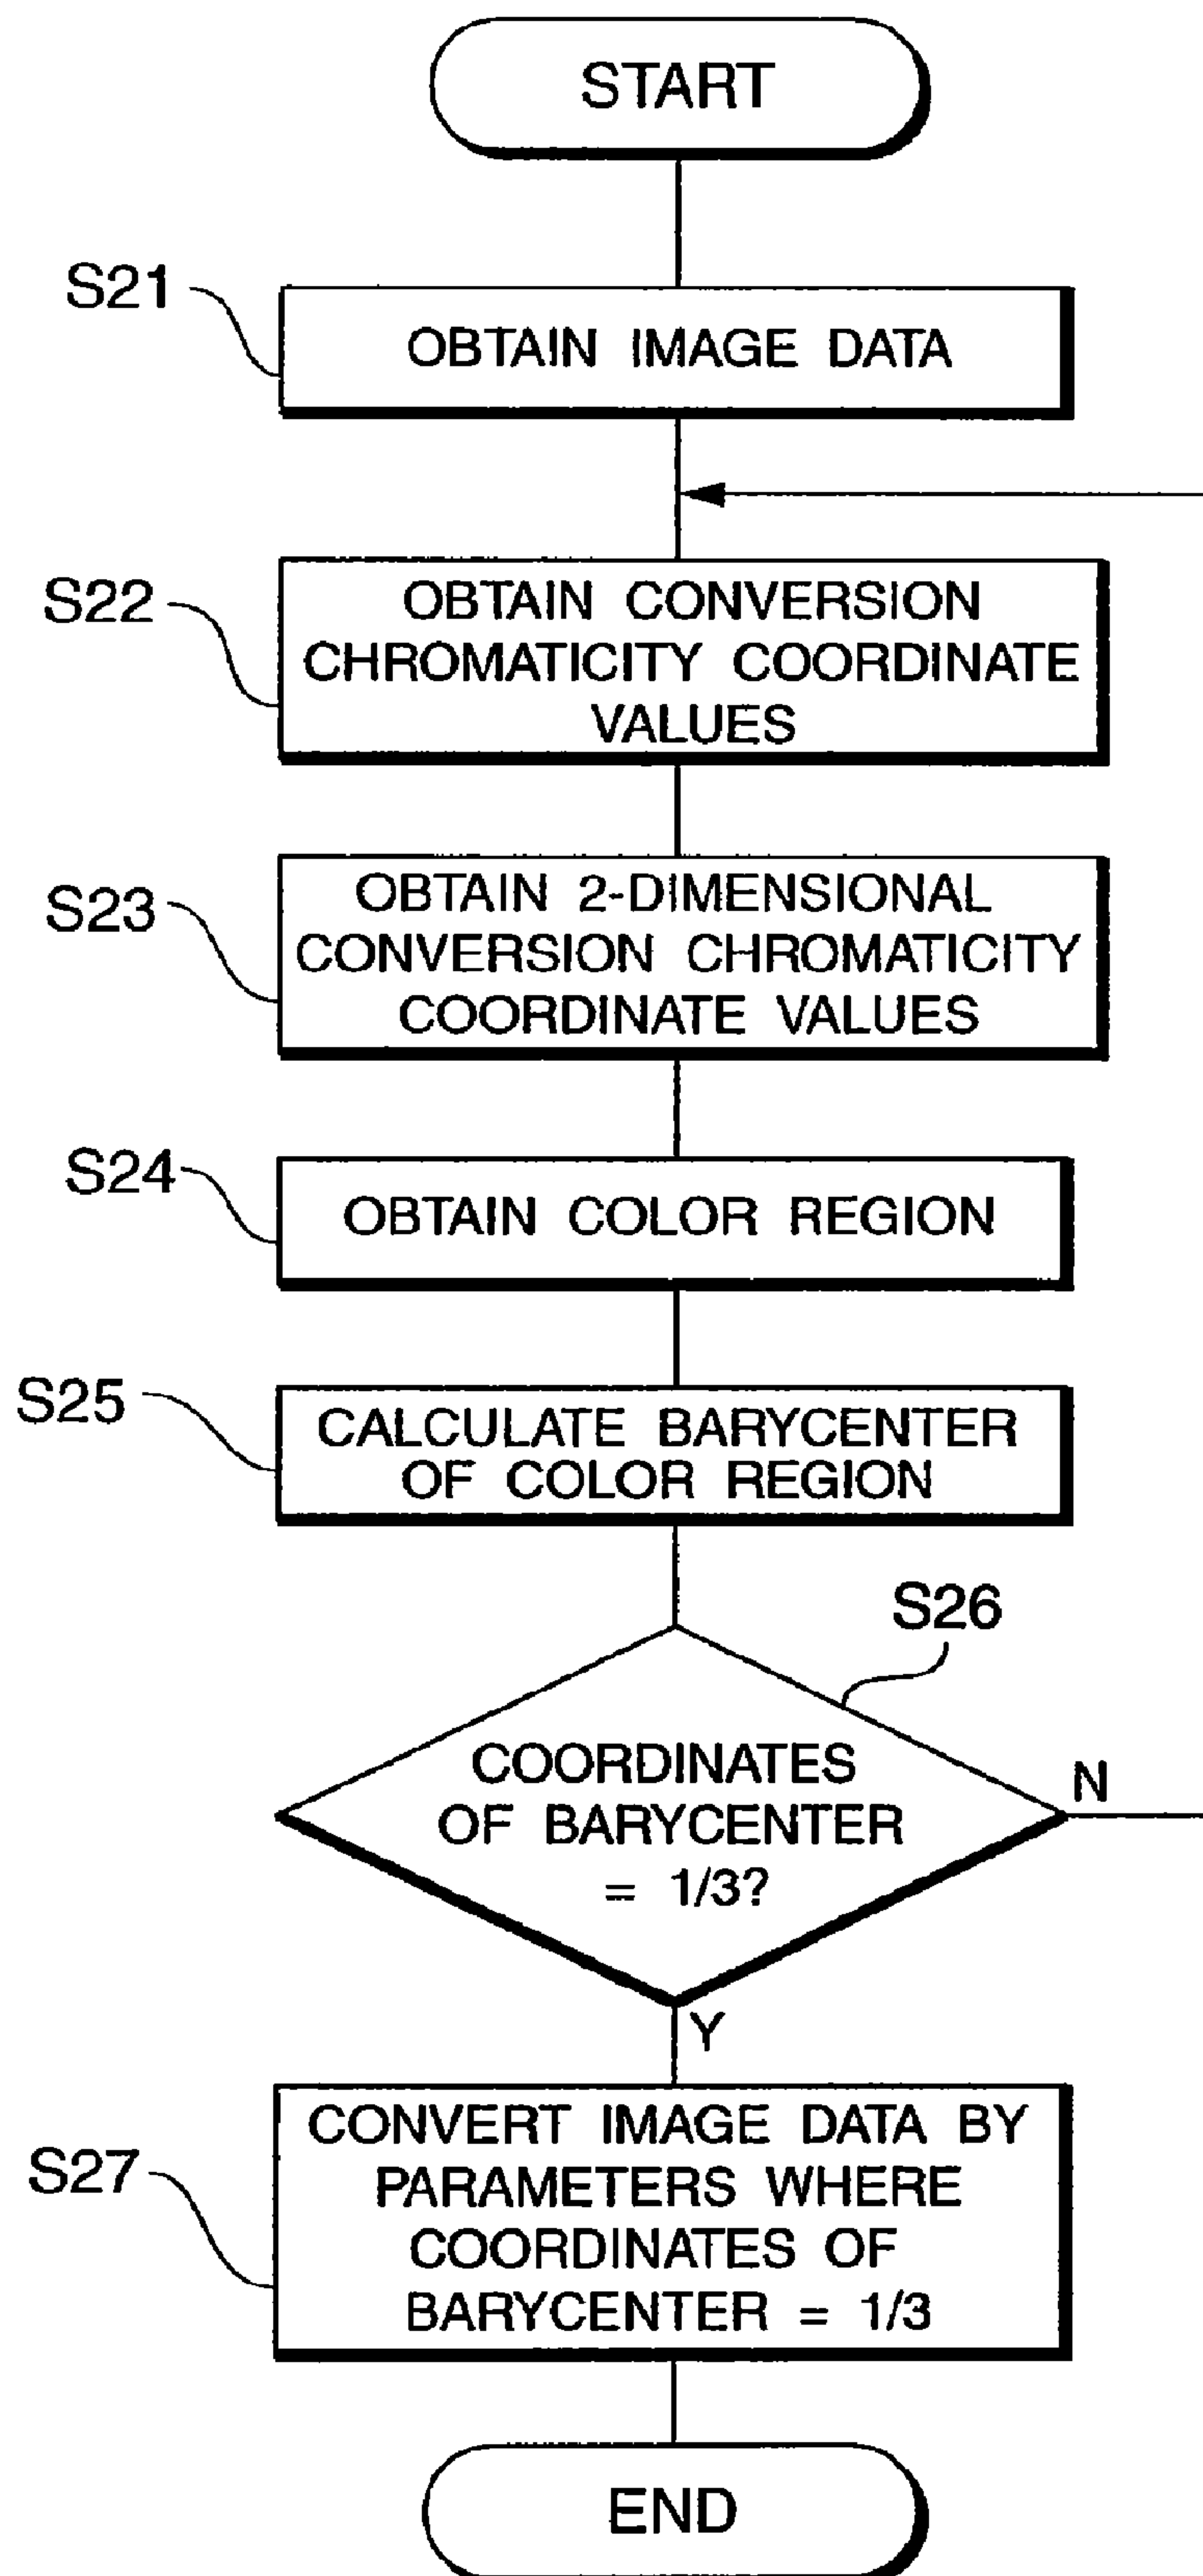 START
S21
OBTAIN IMAGE DATA
S22
OBTAIN CONVERSION
CHROMATICITY COORDINATE
VALUES
S23
OBTAIN 2-DIMENSIONAL
CONVERSION CHROMATICITY
COORDINATE VALUES
S24
OBTAIN COLOR REGION
S25
CALCULATE BARYCENTER
OF COLOR REGION
S26
COORDINATES
OF BARYCENTER
= 1/3?
N
Y
S27
CONVERT IMAGE DATA BY
PARAMETERS WHERE
COORDINATES OF
BARYCENTER = 1/3
END